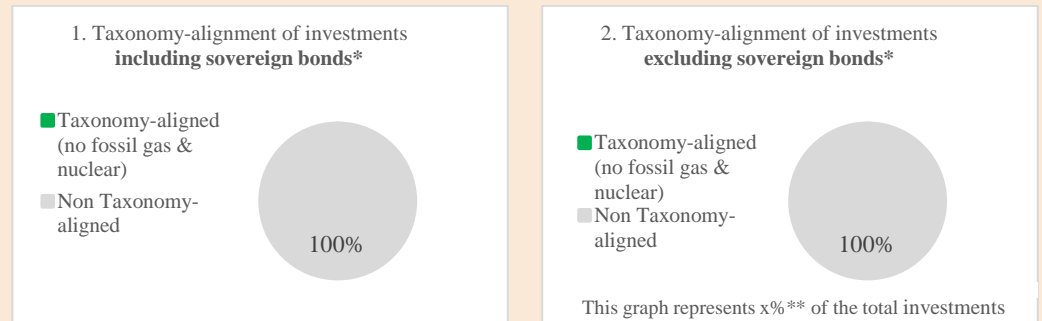 1. Taxonomy-alignment of investments
including sovereign bonds*
Taxonomy-aligned
(no fossil gas &
nuclear)
Non Taxonomy-
aligned
100%
2. Taxonomy-alignment of investments
excluding sovereign bonds*
Taxonomy-aligned
(no fossil gas &
nuclear)
Non Taxonomy-
aligned
100%
This graph represents x%** of the total investments